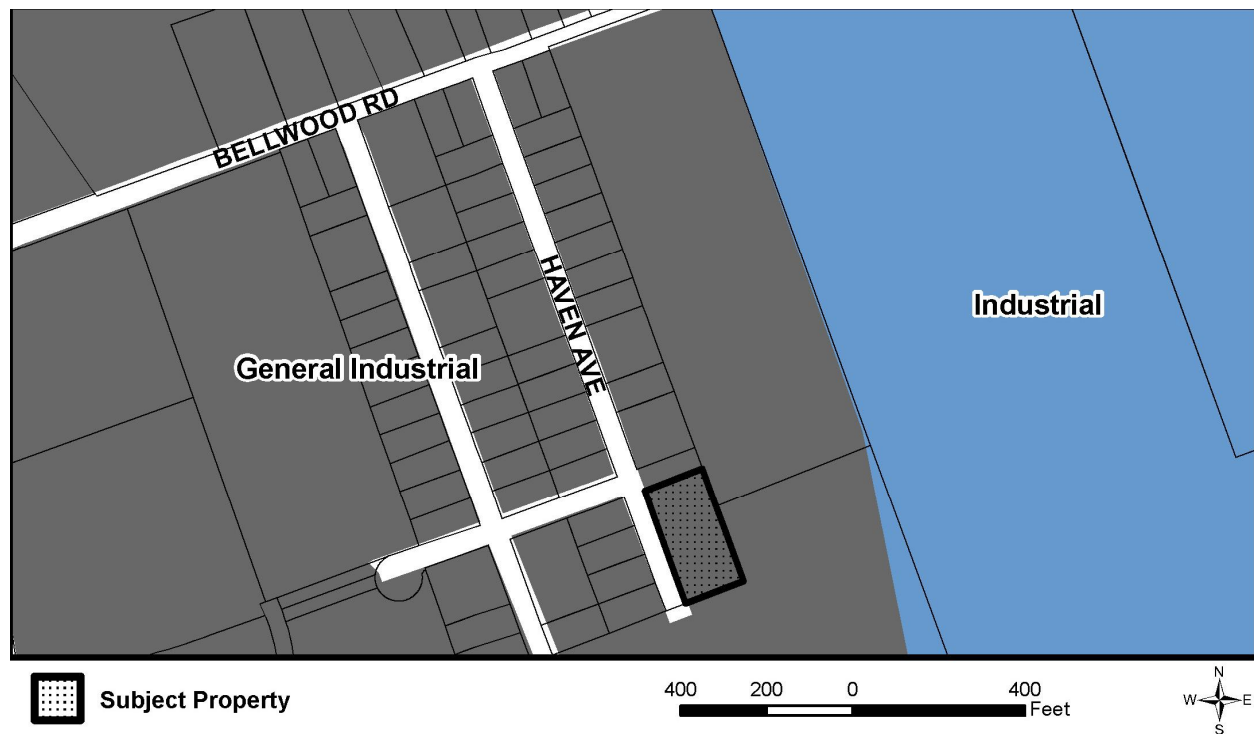 BELLWOOD RD
HAVEN AVE
Industrial
General Industrial
Subject Property
400 200 0 400
Feet
N
W E
S